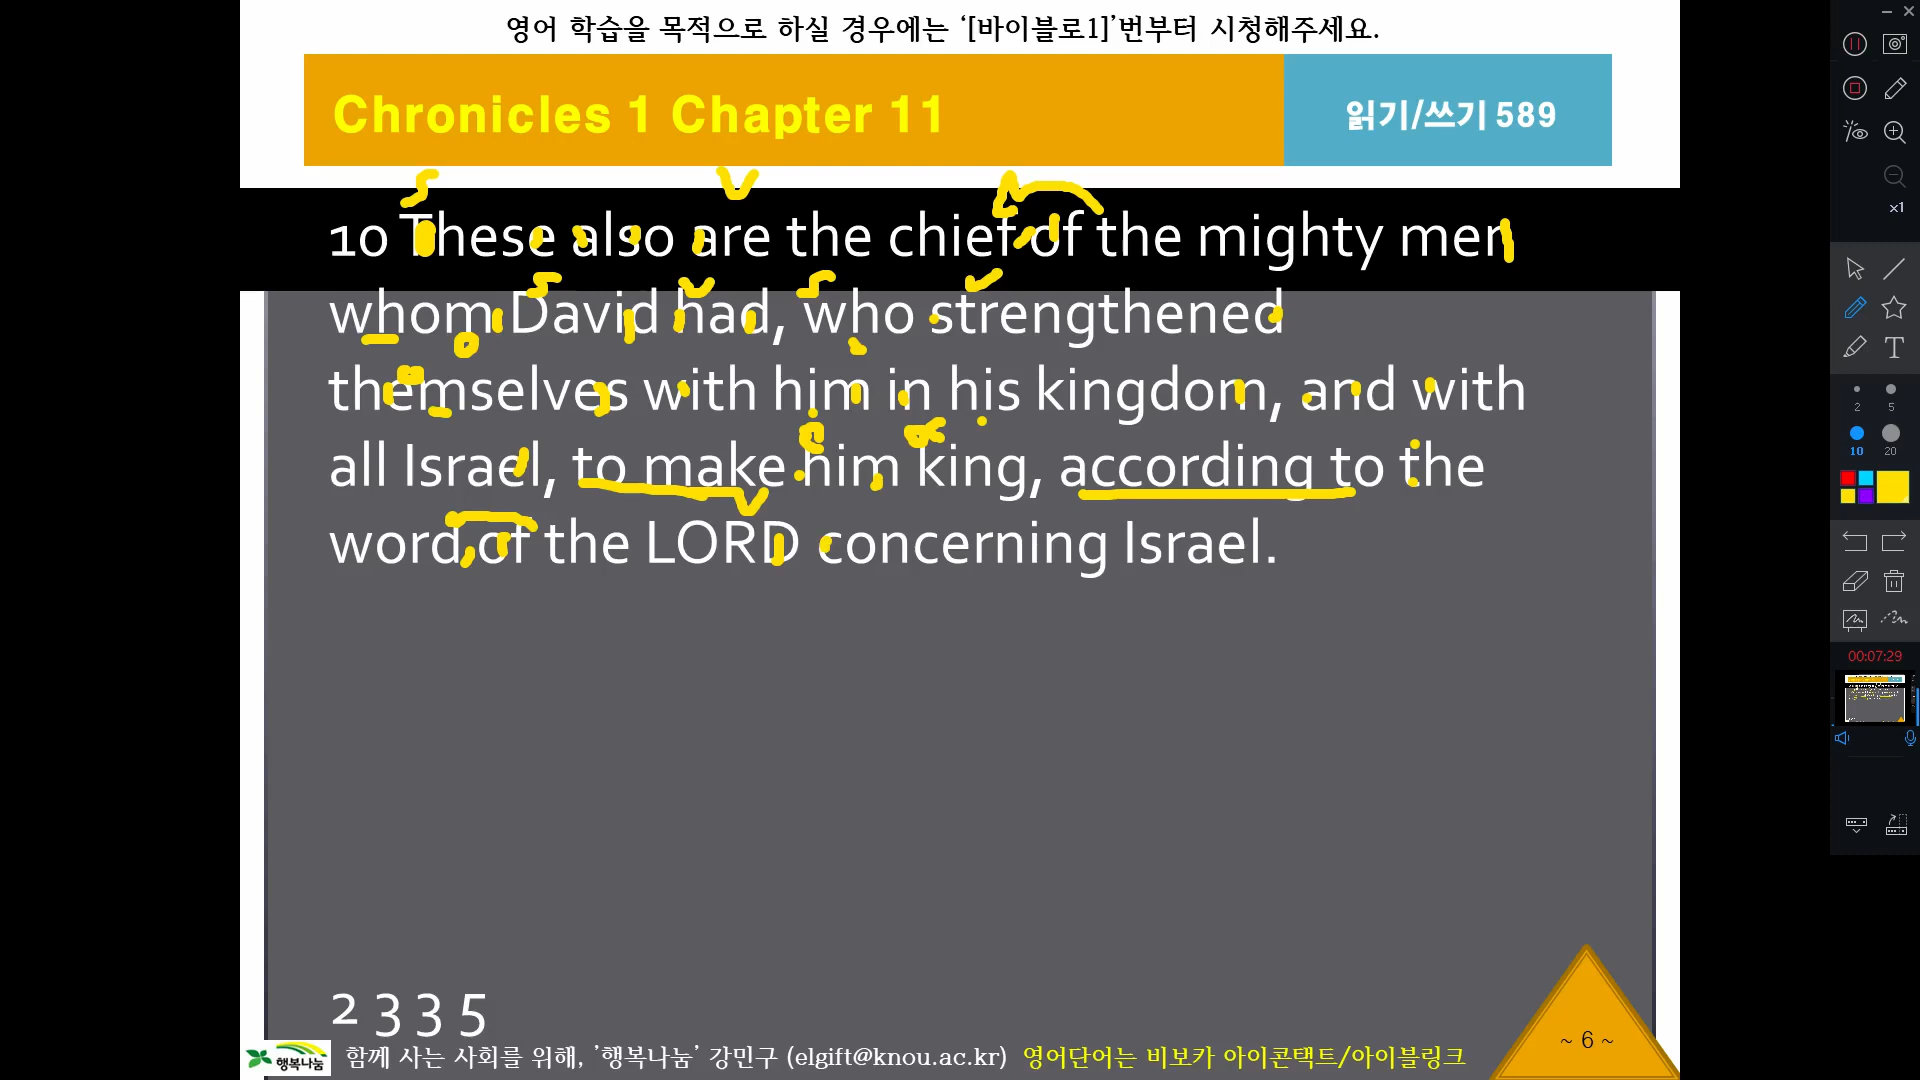 영어 학습을 목적으로 하실 경우에는 ‘[바이블로1]’번부터 시청해주세요.
Chronicles 1 Chapter 11
읽기/쓰기 589
10 These also are the chief of the mighty men
whom David had, who strengthened
themselves with him in his kingdom, and with
all Israel, to make him king, according to the
word of the LORD concerning Israel.
2 3 3 5
~ 6 ~
행복나눔 함께 사는 사회를 위해, ’행복나눔’ 강민구 (elgift@knou.ac.kr) 영어단어는 비보카 아이콘택트/아이블링크
x1
T
2 5
10 20
00:07:29